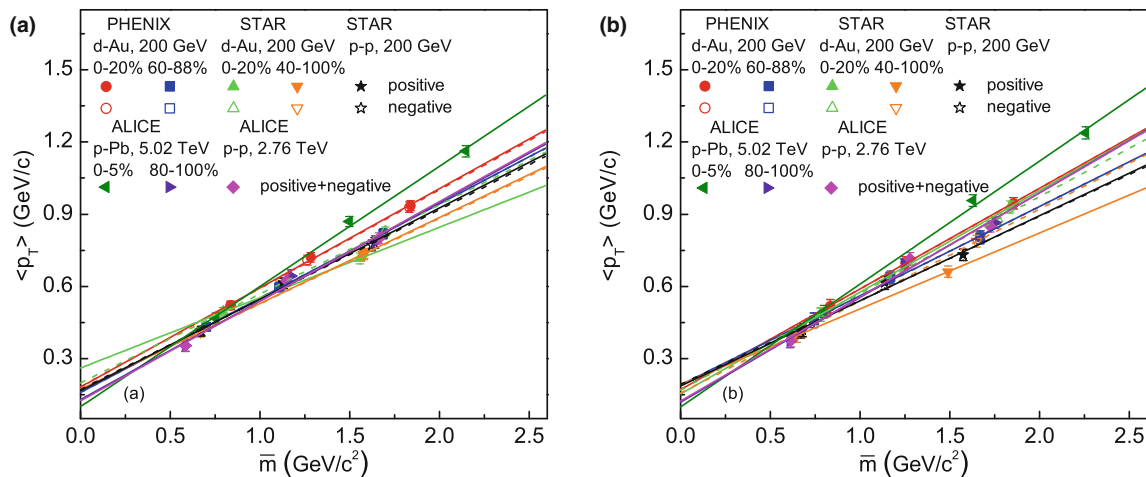 (a)
PHENIX STAR STAR
d-Au, 200 GeV d-Au, 200 GeV p-p, 200 GeV
0-20% 60-88% 0-20% 40-100%
positive
negative
ALICE ALICE
p-Pb, 5.02 TeV p-p, 2.76 TeV
0-5% 80-100%
positive+negative
<p_T> (GeV/c)
1.5
1.2
0.9
0.6
0.3
(a)
0.0 0.5 1.0 1.5 2.0 2.5
m̅ (GeV/c²)
(b)
PHENIX STAR STAR
d-Au, 200 GeV d-Au, 200 GeV p-p, 200 GeV
0-20% 60-88% 0-20% 40-100%
positive
negative
ALICE ALICE
p-Pb, 5.02 TeV p-p, 2.76 TeV
0-5% 80-100%
positive+negative
<p_T> (GeV/c)
1.5
1.2
0.9
0.6
0.3
(b)
0.0 0.5 1.0 1.5 2.0 2.5
m̅ (GeV/c²)